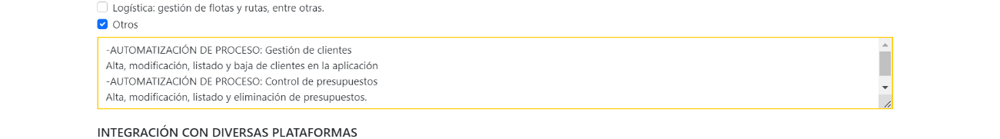 Logística: gestión de flotas y rutas, entre otras.
Otros
-AUTOMATIZACIÓN DE PROCESO: Gestión de clientes
Alta, modificación, listado y baja de clientes en la aplicación
-AUTOMATIZACIÓN DE PROCESO: Control de presupuestos
Alta, modificación, listado y eliminación de presupuestos.
INTEGRACIÓN CON DIVERSAS PLATAFORMAS